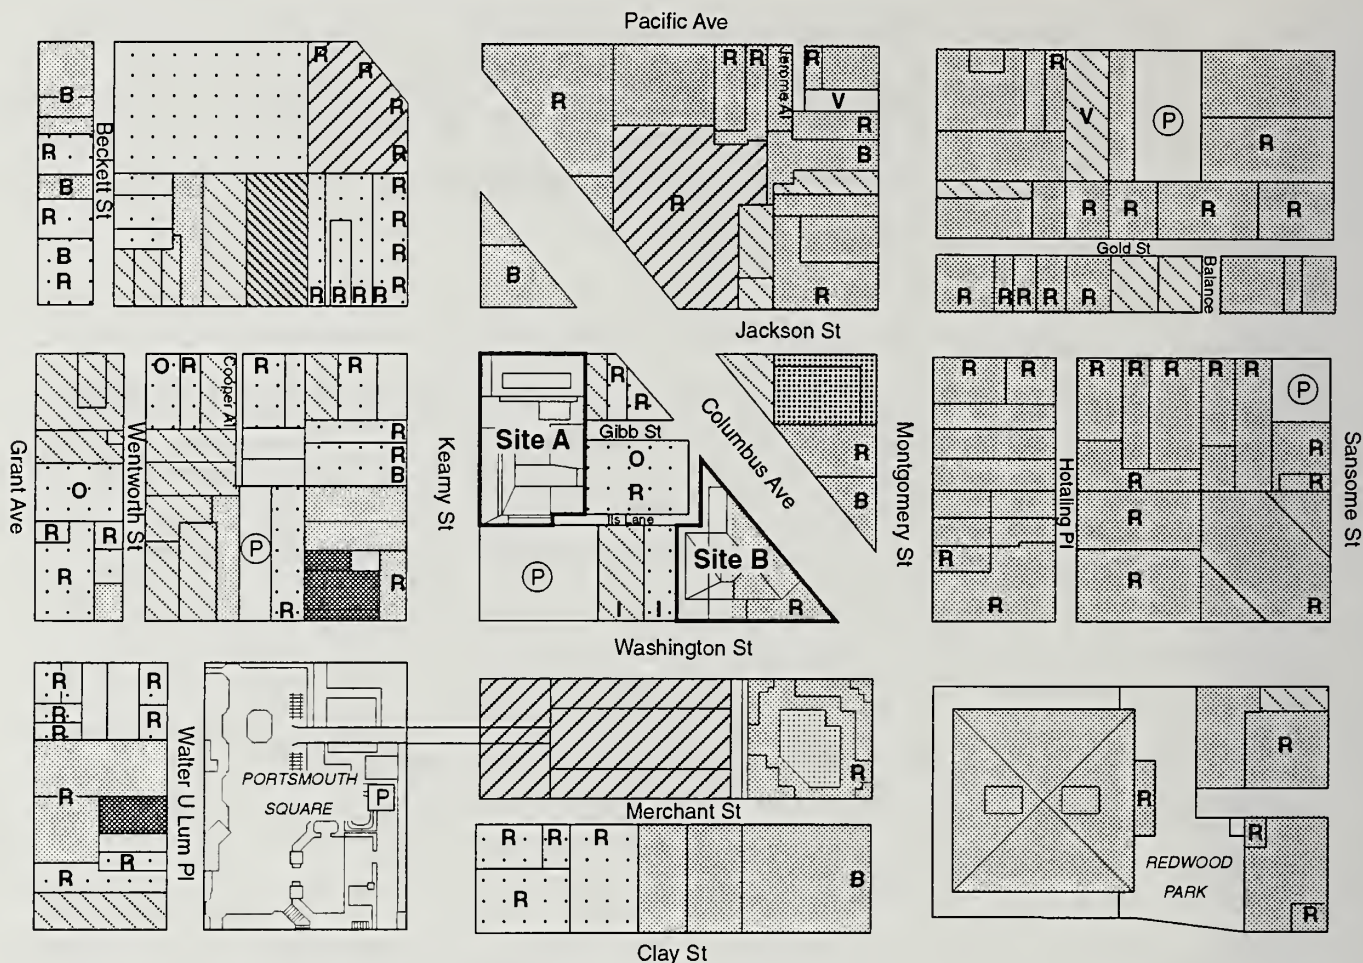 Pacific Ave
R R R R
B R B R B R
Beckett St
R R R R
R R R R
R R R
Jerome Al
R V R B
R
B
R
R
V
P
R
R R R R
Gold St
R R R R R
Balance
Jackson St
Grant Ave
O
R R
R
Wentworth St
O R
Cooper Al
R R
R
R
B
P
R
R
Kearny St
Site A
R
R
Gibb St
O
R
Ils Lane
P
I I
Site B
R
Columbus Ave
R
B
Montgomery St
R R
R
R
Hotaling Pl
R R R R R
P
R
R
R
R
R
R
Sansome St
Washington St
R R
R R
R
R
R
R
Walter U Lum Pl
PORTSMOUTH
SQUARE
P
R
Merchant St
R R R
R
B
R
R
R
R
REDWOOD
PARK
Clay St